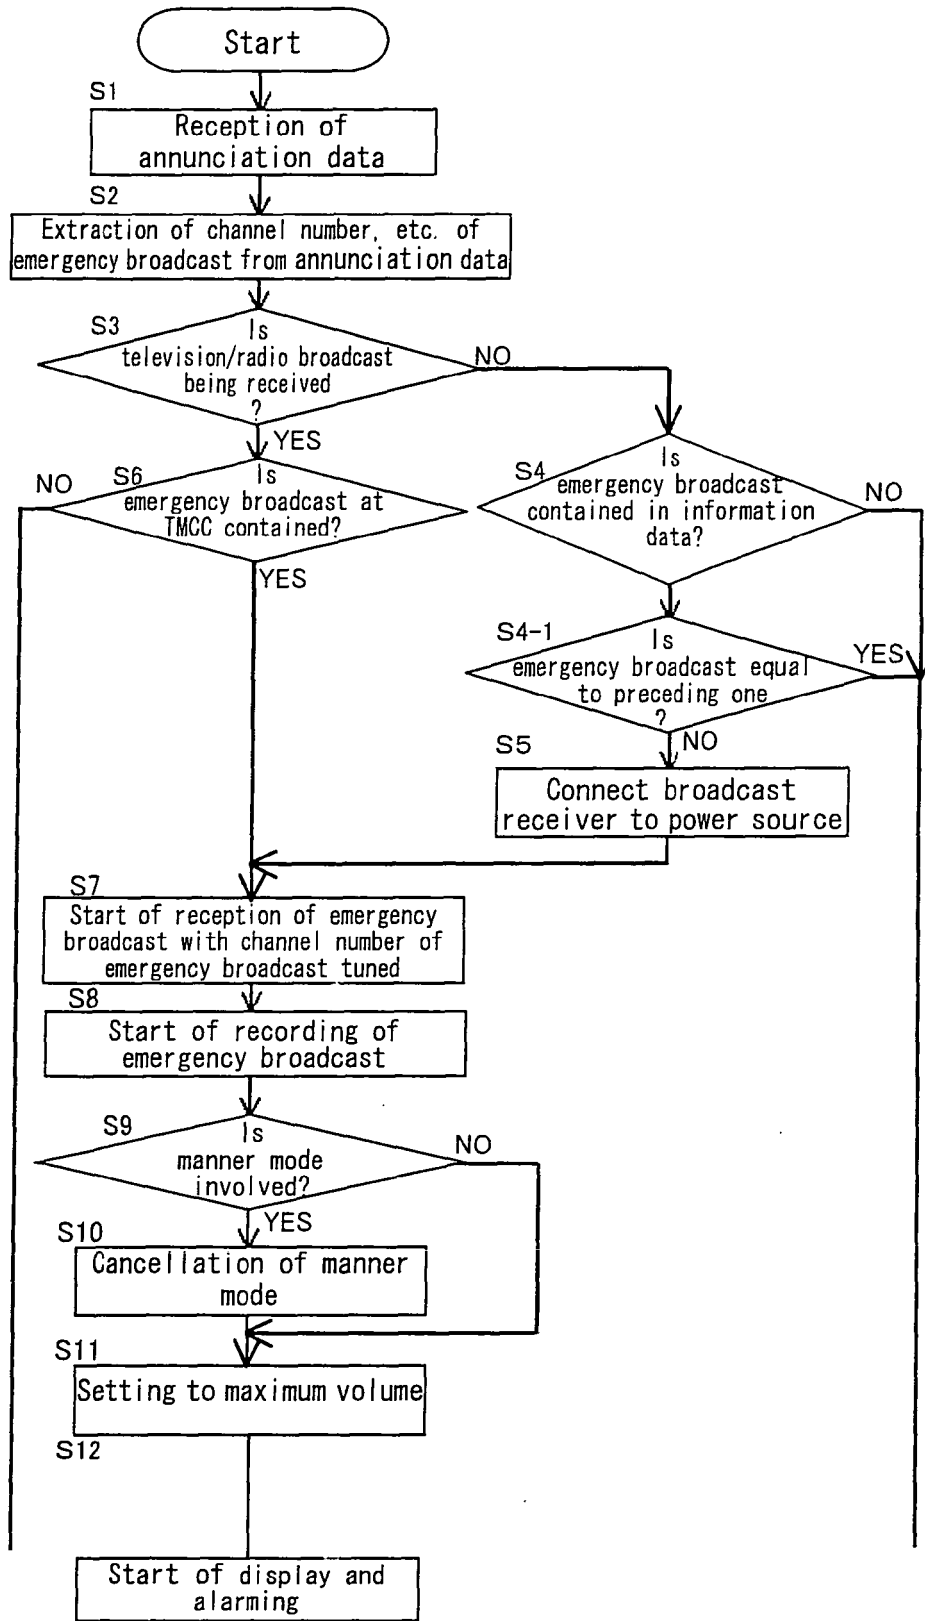 Start
S1
Reception of
annunciation data
S2
Extraction of channel number, etc. of
emergency broadcast from annunciation data
S3
Is
television/radio broadcast
being received
?
NO
YES
S6
NO
Is
emergency broadcast at
TMCC contained?
YES
S4
Is
emergency broadcast
contained in information
data?
NO
S4-1
Is
emergency broadcast equal
to preceding one
?
YES
NO
S5
Connect broadcast
receiver to power source
S7
Start of reception of emergency
broadcast with channel number of
emergency broadcast tuned
S8
Start of recording of
emergency broadcast
S9
Is
manner mode
involved?
NO
YES
S10
Cancellation of manner
mode
S11
Setting to maximum volume
S12
Start of display and
alarming